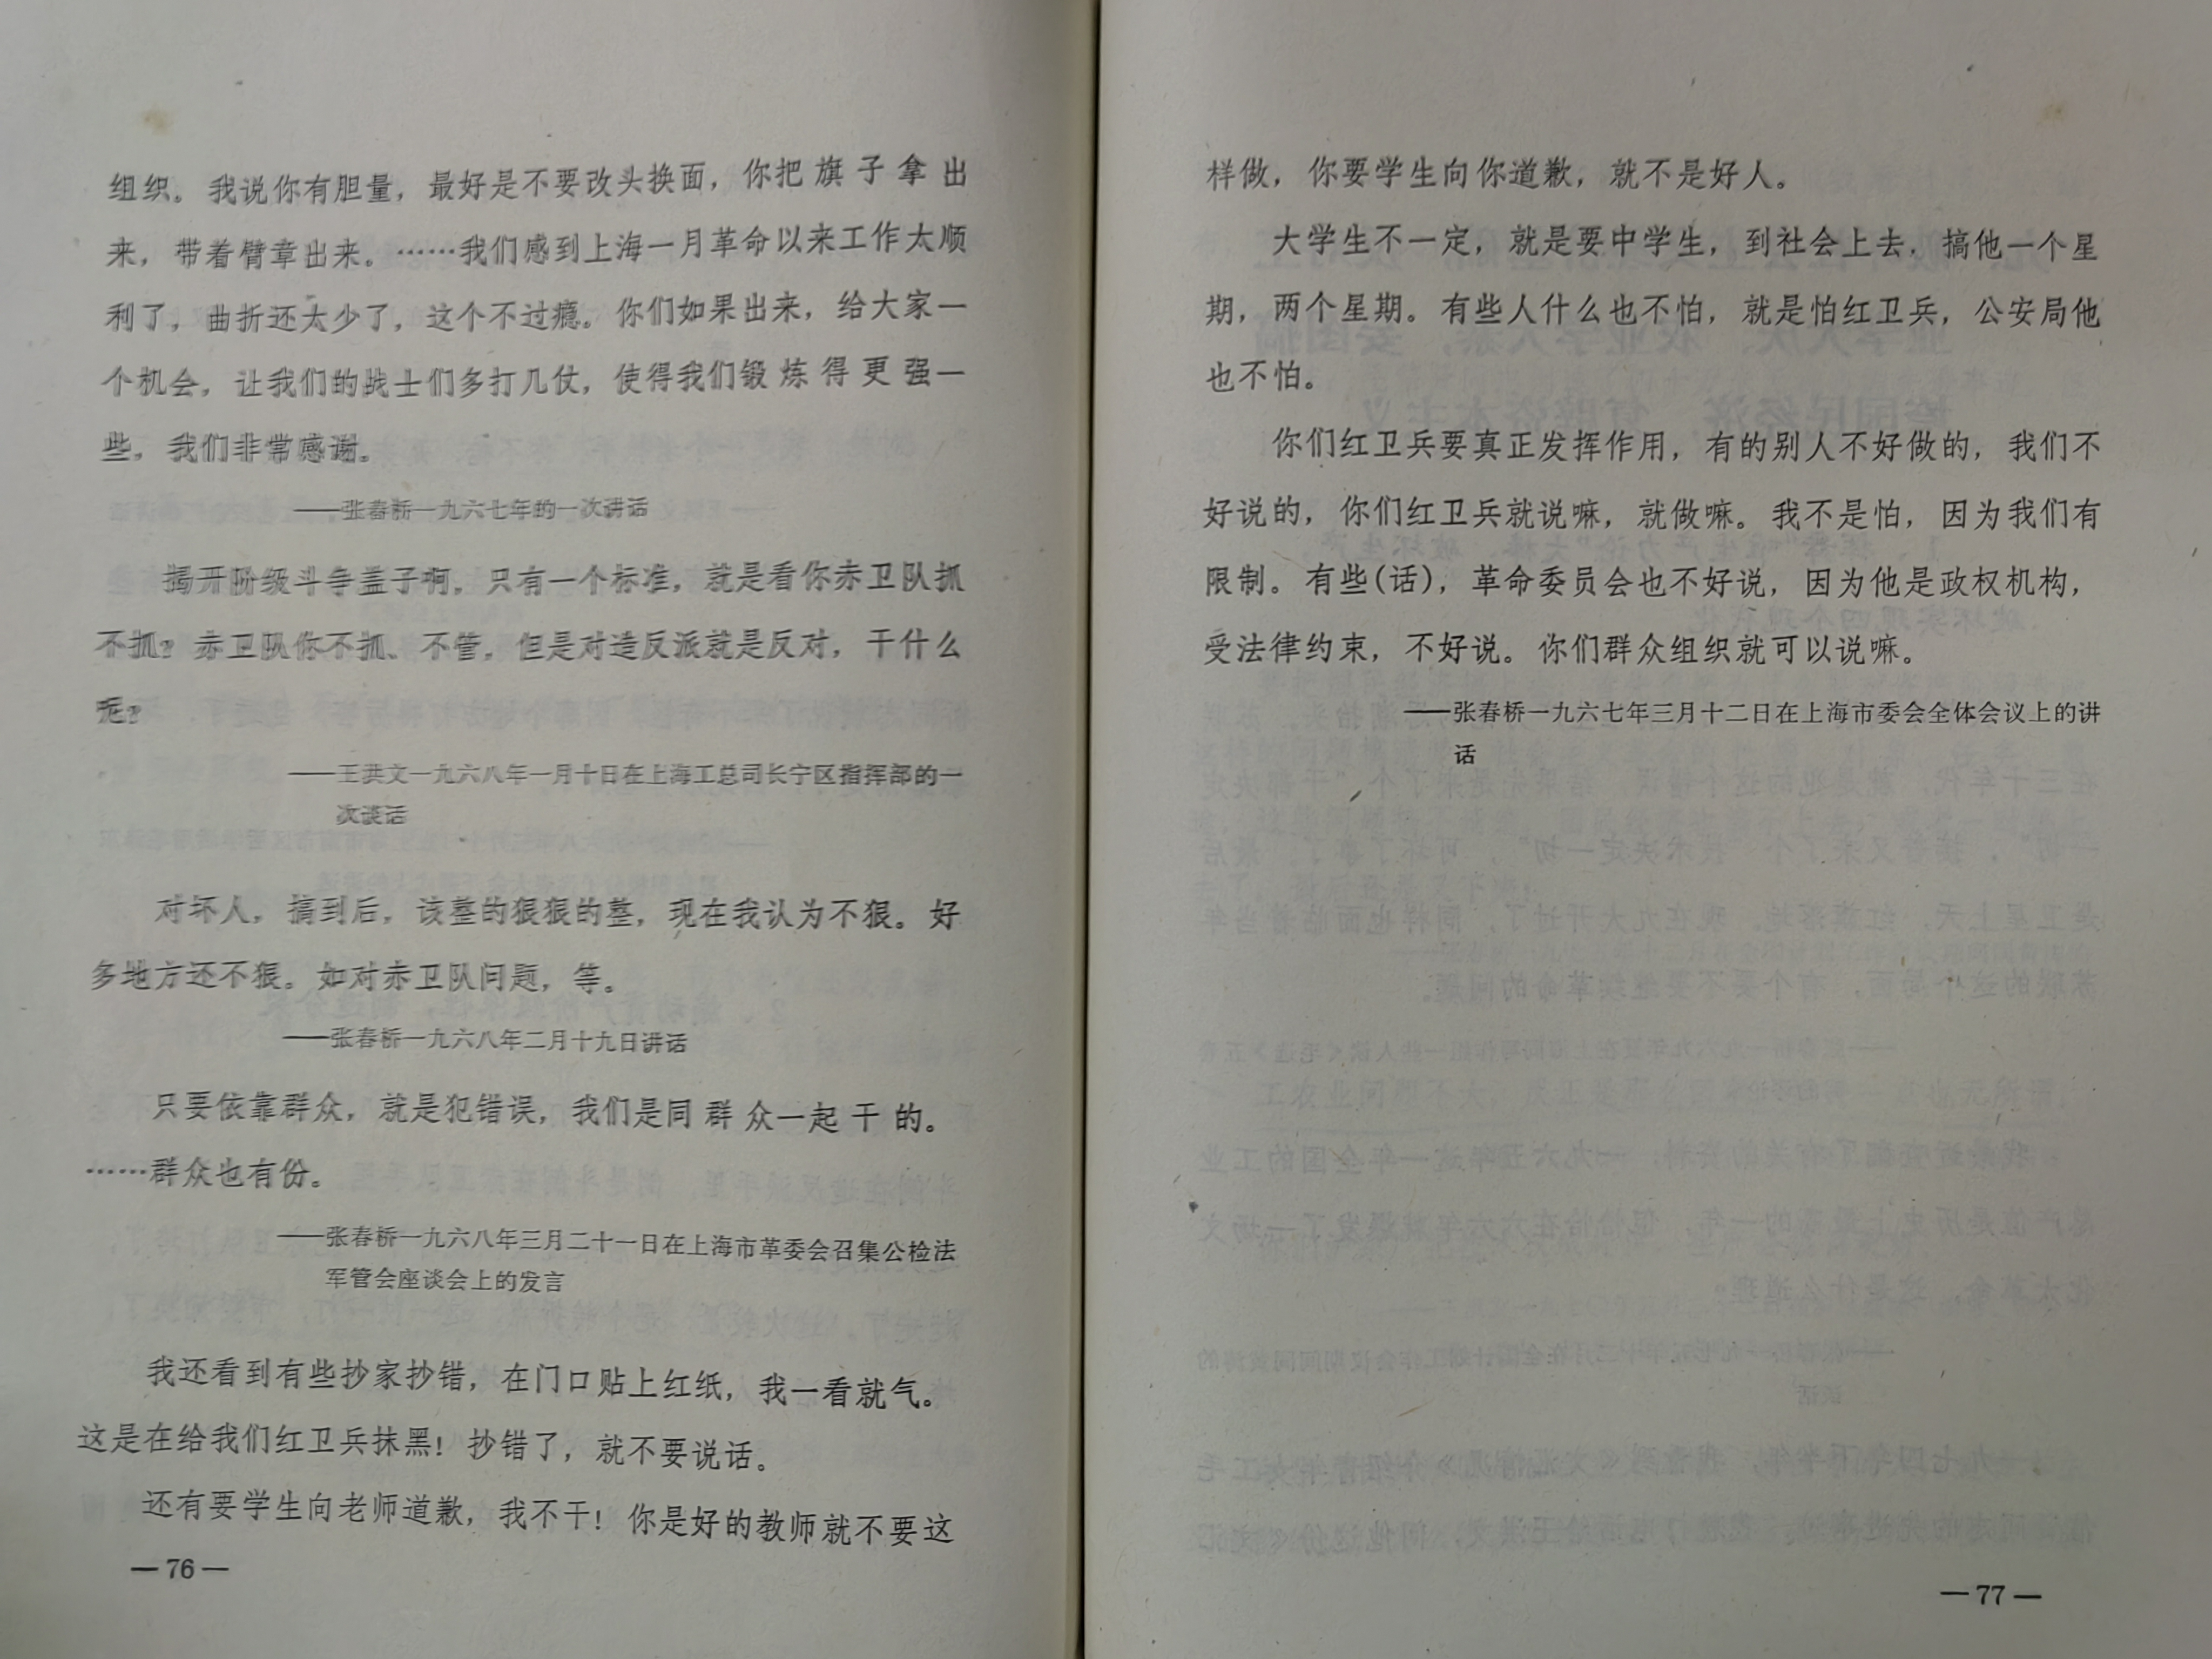 组织。我说你有胆量，最好是不要改头换面，你把旗子拿出
来，带着臂章出来。……我们感到上海一月革命以来工作太顺
利了，曲折还太少了，这个不过瘾。你们如果出来，给大家一
个机会，让我们的战士们多打几仗，使得我们锻炼得更强一
些，我们非常感谢。
——张春桥一九六七年的一次讲话
揭开阶级斗争盖子啊，只有一个标准，就是看你赤卫队抓
不抓？赤卫队你不抓、不管，但是对造反派就是反对，干什么
呢？
——王洪文一九六八年一月十日在上海工总司长宁区指挥部的一
次谈话
对坏人，搞到后，该整的狠狠的整，现在我认为不狠。好
多地方还不狠。如对赤卫队问题，等。
——张春桥一九六八年二月十九日讲话
只要依靠群众，就是犯错误，我们是同群众一起干的。
……群众也有份。
——张春桥一九六八年三月二十一日在上海市革委会召集公检法
军管会座谈会上的发言
我还看到有些抄家抄错，在门口贴上红纸，我一看就气。
这是在给我们红卫兵抹黑！抄错了，就不要说话。
还有要学生向老师道歉，我不干！你是好的教师就不要这
—76—
样做，你要学生向你道歉，就不是好人。
大学生不一定，就是要中学生，到社会上去，搞他一个星
期，两个星期。有些人什么也不怕，就是怕红卫兵，公安局他
也不怕。
你们红卫兵要真正发挥作用，有的别人不好做的，我们不
好说的，你们红卫兵就说嘛，就做嘛。我不是怕，因为我们有
限制。有些(话)，革命委员会也不好说，因为他是政权机构，
受法律约束，不好说。你们群众组织就可以说嘛。
——张春桥一九六七年三月十二日在上海市委会全体会议上的讲
话
—77—